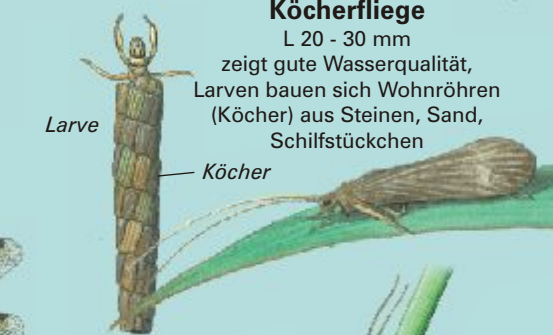 Köcherfliege
L 20 - 30 mm
zeigt gute Wasserqualität,
Larven bauen sich Wohnröhren
(Köcher) aus Steinen, Sand,
Schilfstückchen
Larve
Köcher